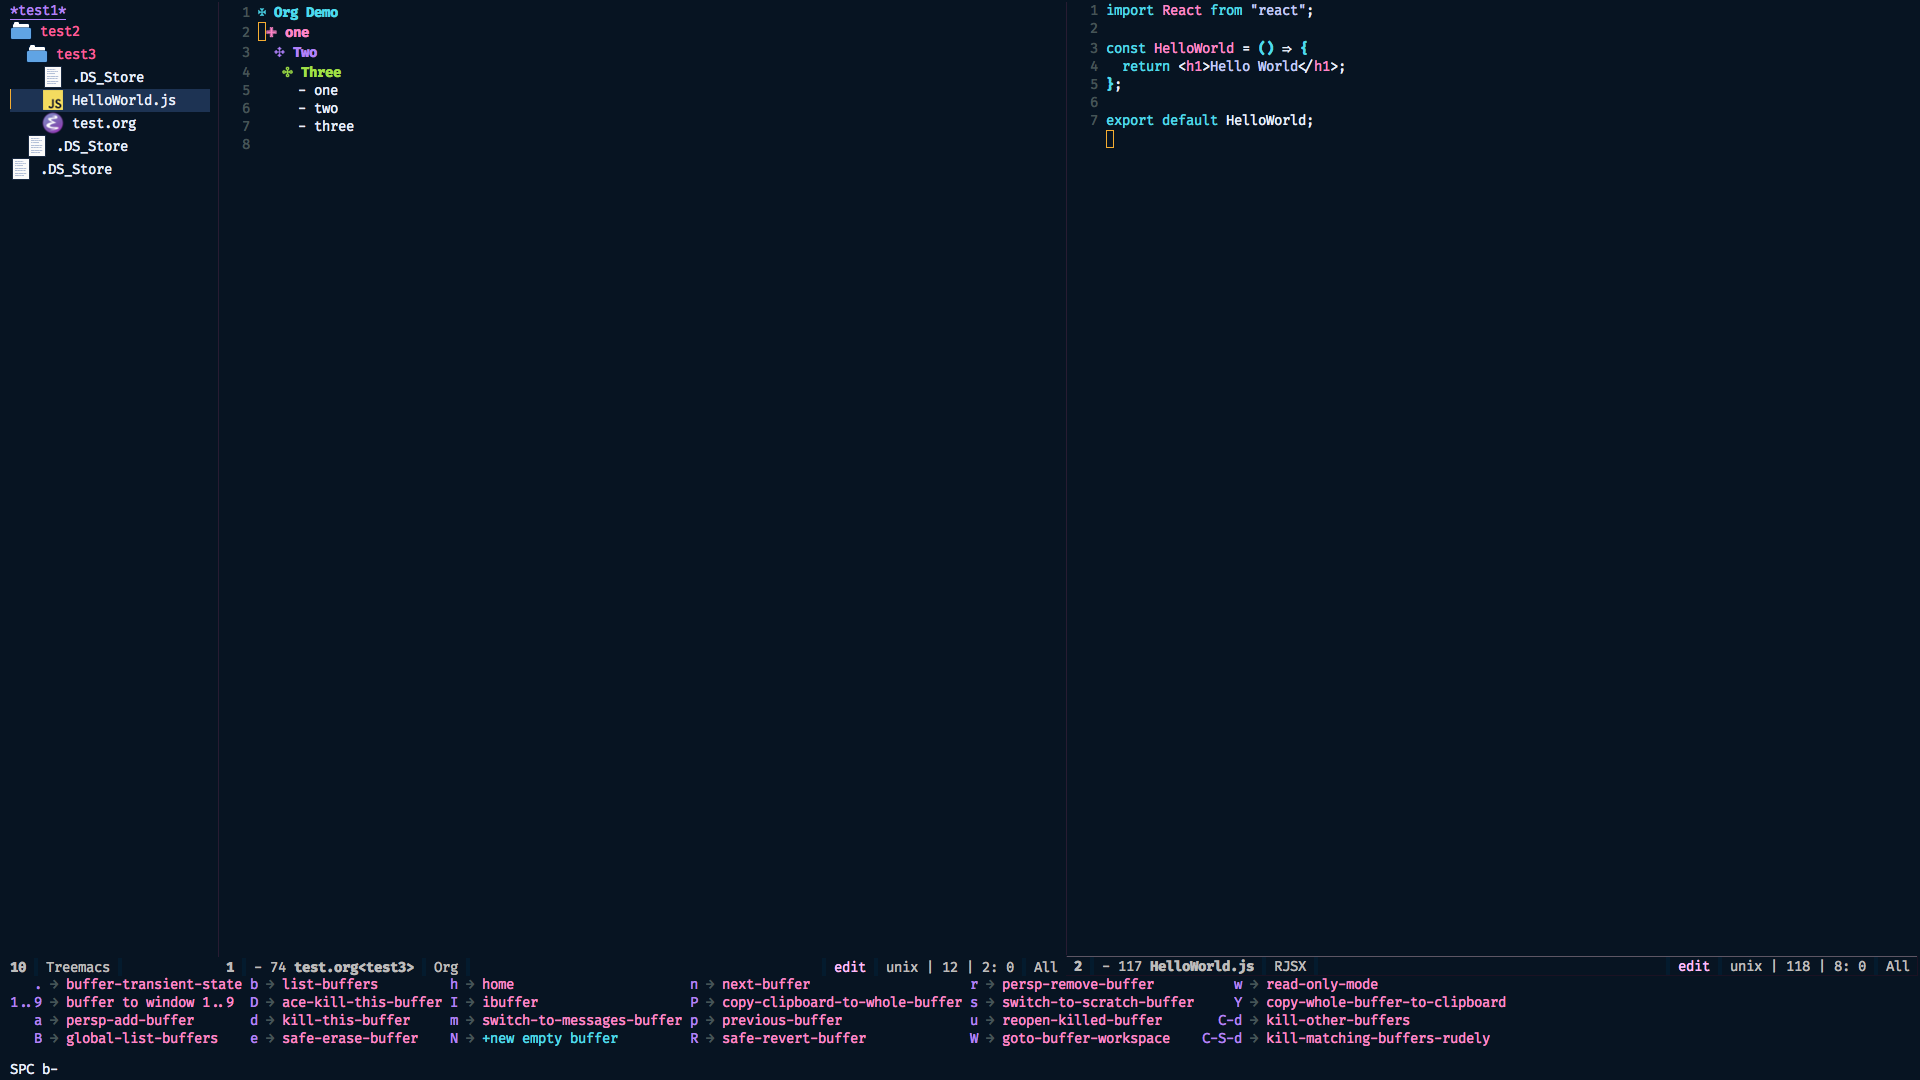 *test1*
test2
test3
.DS_Store
HelloWorld.js
test.org
.DS_Store
.DS_Store
1 Org Demo
2 one
3 Two
4 Three
5 - one
6 - two
7 - three
8
1 import React from "react";
2
3 const HelloWorld = () ⇒ {
4 return <h1>Hello World</h1>;
5 };
6
7 export default HelloWorld;
10 Treemacs
1 - 74 test.org<test3> Org edit unix | 12 | 2: 0 All
2 - 117 HelloWorld.js RJSX edit unix | 118 | 8: 0 All
. → buffer-transient-state b → list-buffers h → home n → next-buffer r → persp-remove-buffer w → read-only-mode
1..9 → buffer to window 1..9 D → ace-kill-this-buffer I → ibuffer P → copy-clipboard-to-whole-buffer s → switch-to-scratch-buffer Y → copy-whole-buffer-to-clipboard
a → persp-add-buffer d → kill-this-buffer m → switch-to-messages-buffer p → previous-buffer u → reopen-killed-buffer C-d → kill-other-buffers
B → global-list-buffers e → safe-erase-buffer N → +new empty buffer R → safe-revert-buffer W → goto-buffer-workspace C-S-d → kill-matching-buffers-rudely
SPC b-